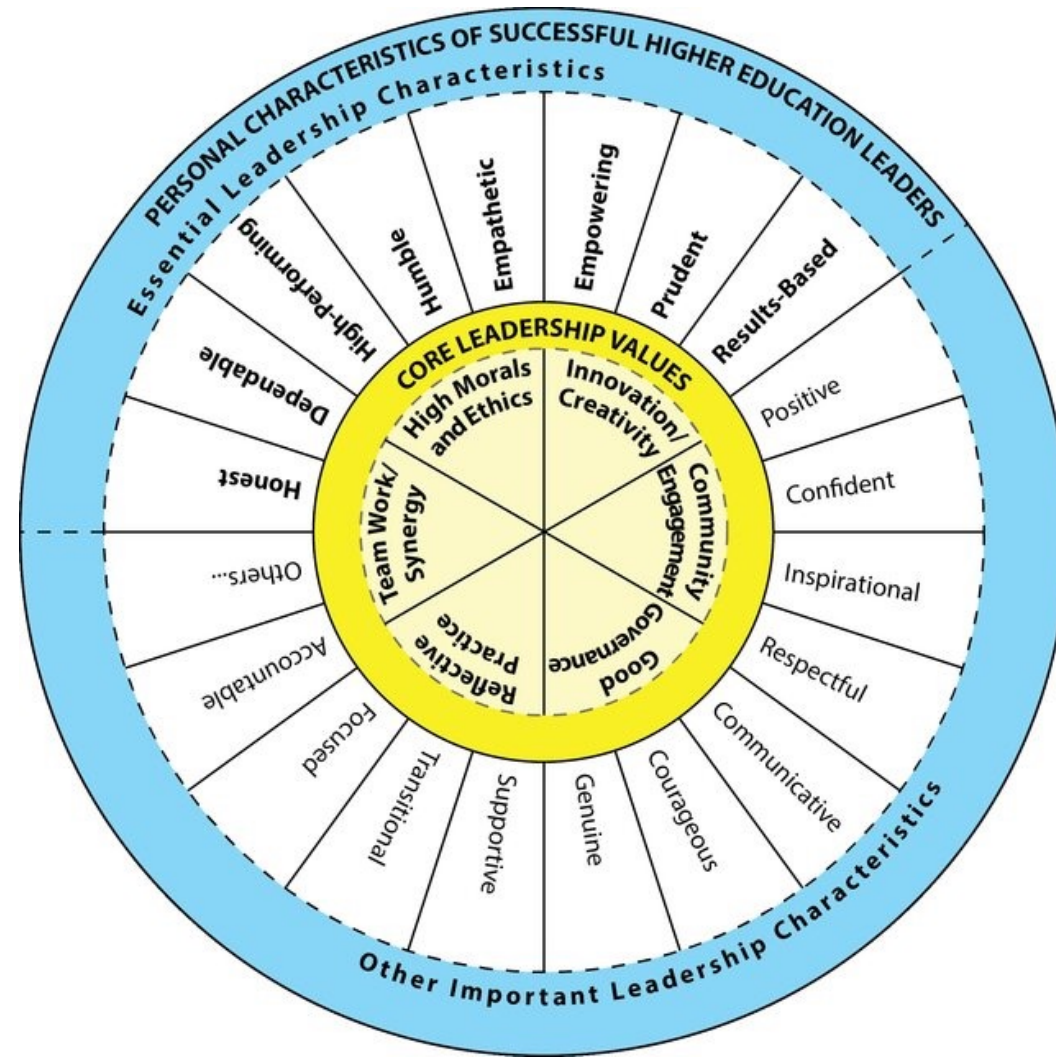 PERSONAL CHARACTERISTICS OF SUCCESSFUL HIGHER EDUCATION LEADERS
Essential Leadership Characteristics
Honest
Dependable
High-Performing
Humble
Empathetic
Empowering
Prudent
Results-Based
Positive
Confident
Inspirational
Respectful
Communicative
Courageous
Genuine
Supportive
Transitional
Focused
Accountable
Others...
Other Important Leadership Characteristics
CORE LEADERSHIP VALUES
High Morals
and Ethics
Innovation/
Creativity
Community
Engagement
Good
Governance
Reflective
Practice
Team Work/
Synergy